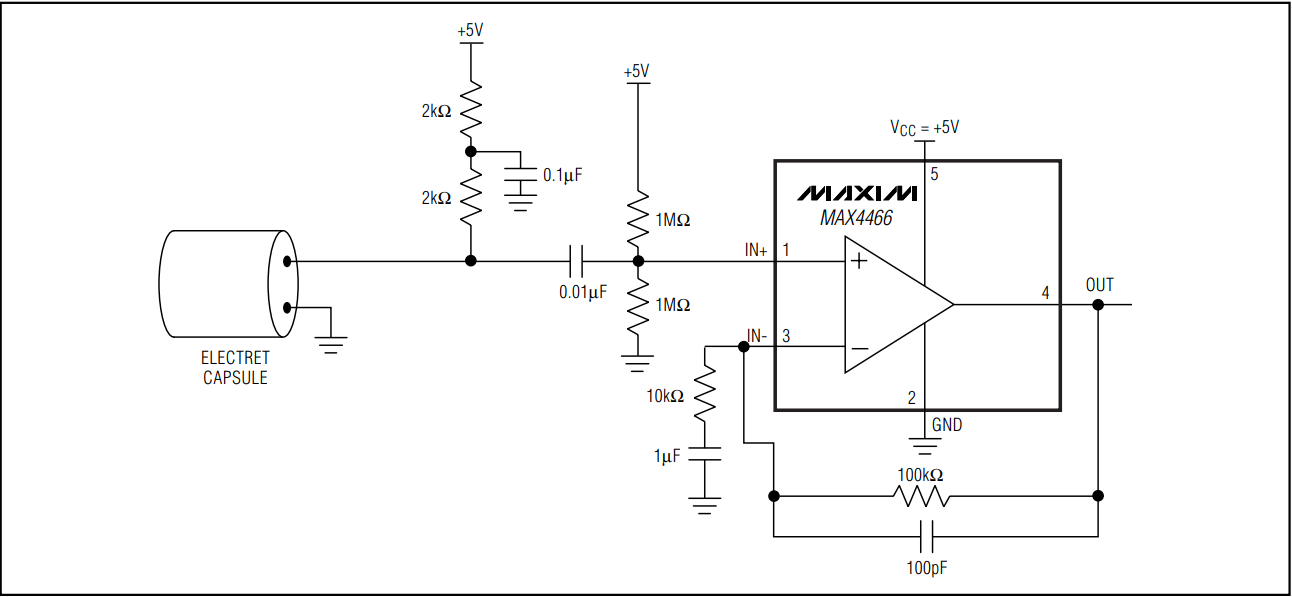 +5V
+5V
2kΩ
VCC = +5V
0.1µF
5
2kΩ
MAXIM
MAX4466
1MΩ
IN+ 1
OUT
4
0.01µF
1MΩ
IN- 3
ELECTRET
CAPSULE
10kΩ
2
GND
1µF
100kΩ
100pF